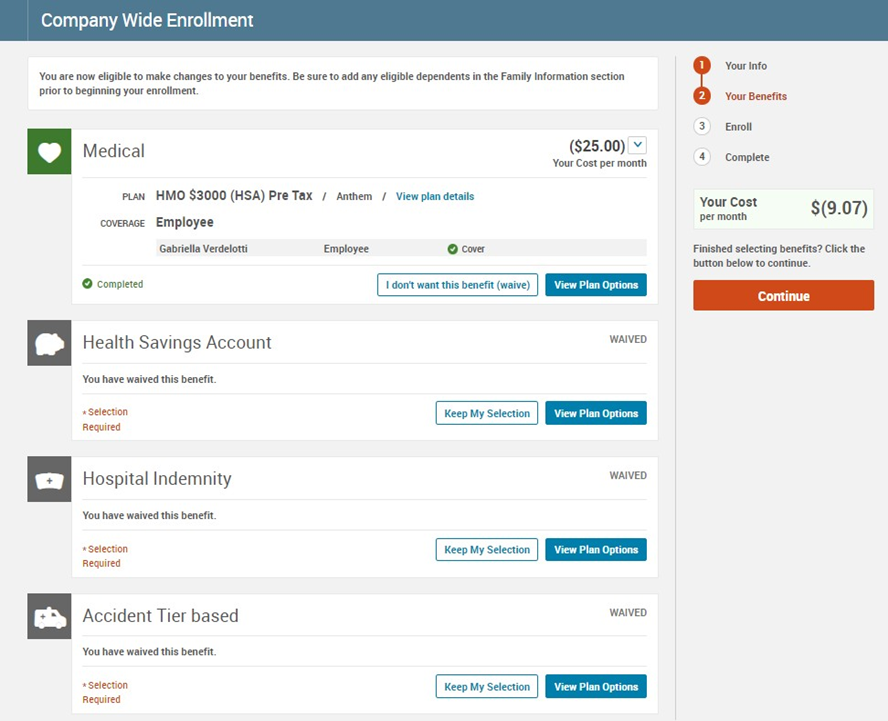 Company Wide Enrollment
You are now eligible to make changes to your benefits. Be sure to add any eligible dependents in the Family Information section
prior to beginning your enrollment.
Medical
($25.00)
Your Cost per month
PLAN HMO $3000 (HSA) Pre Tax / Anthem / View plan details
COVERAGE Employee
Gabriella Verdelotti Employee Cover
Completed
I don't want this benefit (waive) View Plan Options
Health Savings Account WAIVED
You have waived this benefit.
* Selection
Required
Keep My Selection View Plan Options
Hospital Indemnity WAIVED
You have waived this benefit.
* Selection
Required
Keep My Selection View Plan Options
Accident Tier based WAIVED
You have waived this benefit.
* Selection
Required
Keep My Selection View Plan Options
1 Your Info
2 Your Benefits
3 Enroll
4 Complete
Your Cost
per month
$(9.07)
Finished selecting benefits? Click the
button below to continue.
Continue